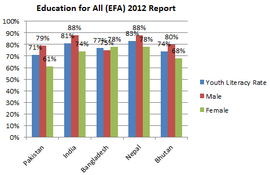 Education for All (EFA) 2012 Report
100%
90%
80%
70%
60%
50%
40%
30%
20%
10%
0%
71% 79% 61%
81% 88% 74%
77% 75% 78%
83% 88% 78%
74% 80% 68%
Pakistan
India
Bangladesh
Nepal
Bhutan
Youtcy Literacy Rate
Male
Female